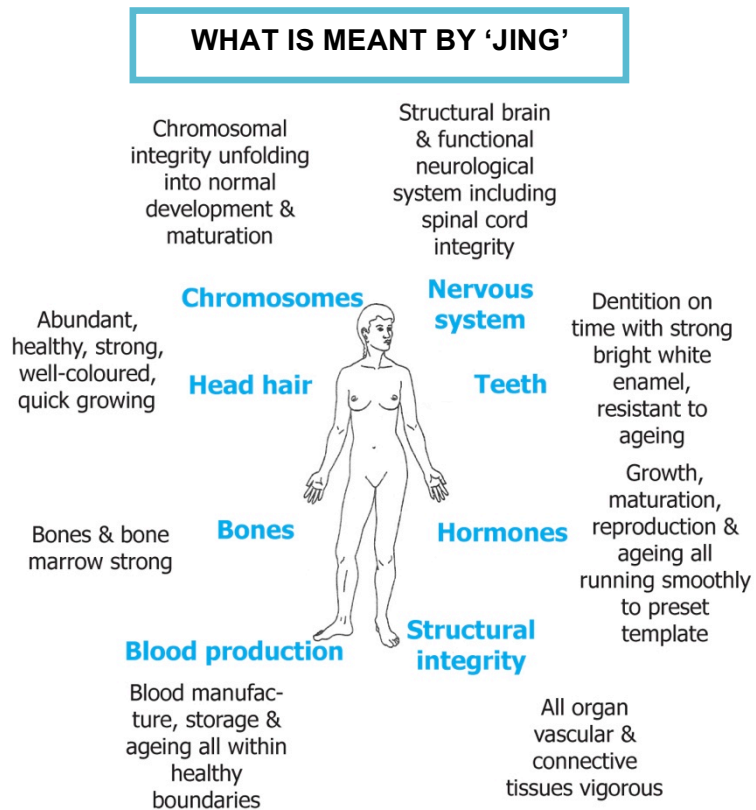 WHAT IS MEANT BY ‘JING’
Chromosomal
integrity unfolding
into normal
development &
maturation
Chromosomes
Structural brain
& functional
neurological
system including
spinal cord
integrity
Nervous
system
Abundant,
healthy, strong,
well-coloured,
quick growing
Head hair
Teeth
Dentition on
time with strong
bright white
enamel,
resistant to
ageing
Bones & bone
marrow strong
Bones
Hormones
Growth,
maturation,
reproduction &
ageing all
running smoothly
to preset
template
Blood production
Blood manufac-
ture, storage &
ageing all within
healthy
boundaries
Structural
integrity
All organ
vascular &
connective
tissues vigorous